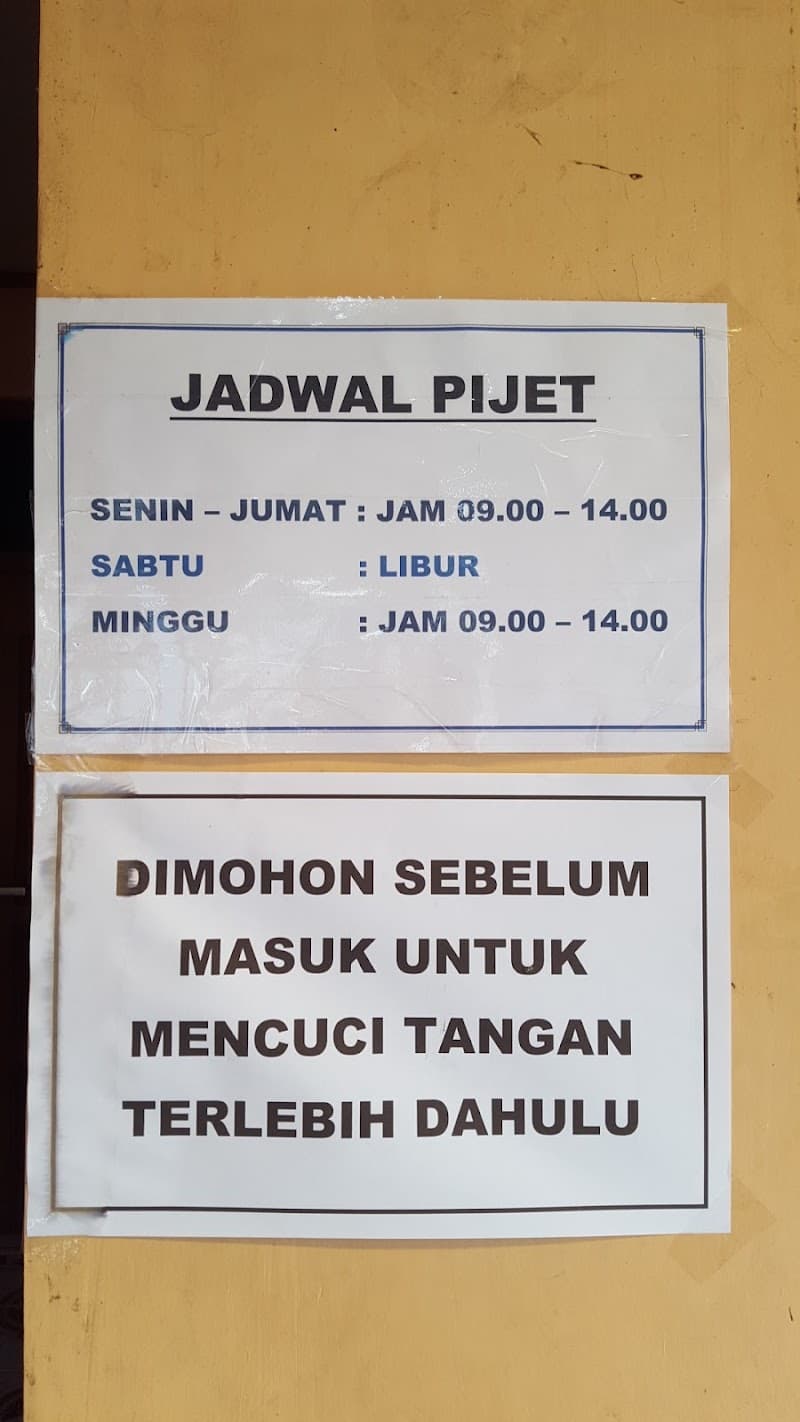 JADWAL PIJET
SENIN – JUMAT : JAM 09.00 – 14.00
SABTU : LIBUR
MINGGU : JAM 09.00 – 14.00
DIMOHON SEBELUM
MASUK UNTUK
MENCUCI TANGAN
TERLEBIH DAHULU